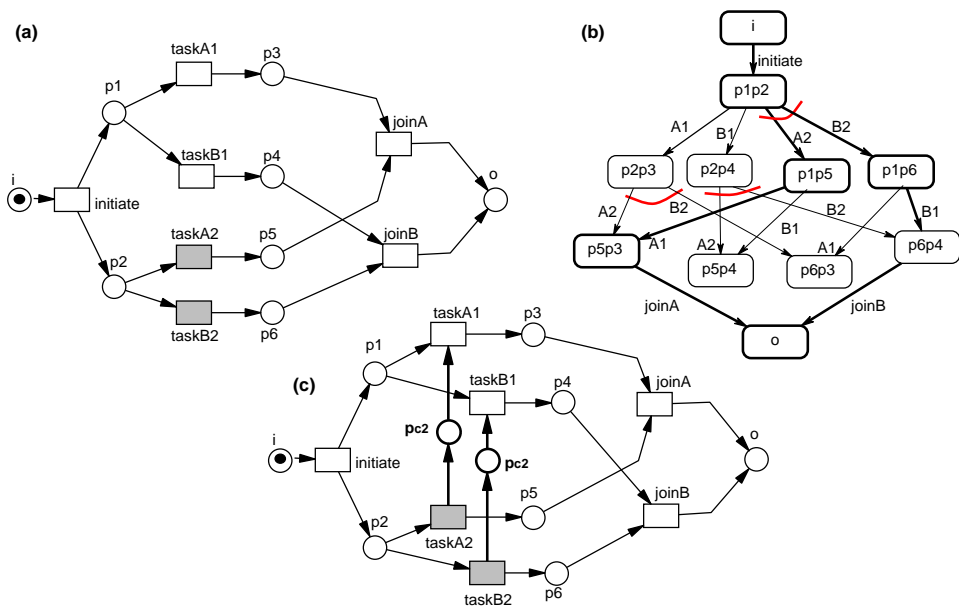 (a)
taskA1
p3
p1
joinA
taskB1
p4
i
o
initiate
taskA2
p5
joinB
p2
taskB2
p6
(b)
i
initiate
p1p2
A1
B1
A2
B2
p2p3
p2p4
p1p5
p1p6
A2
B2
B2
B1
A1
A2
B1
A1
p5p3
p5p4
p6p3
p6p4
joinA
joinB
o
(c)
taskA1
p3
p1
taskB1
p4
joinA
pc2
i
o
initiate
pc2
p5
joinB
p2
taskA2
taskB2
p6